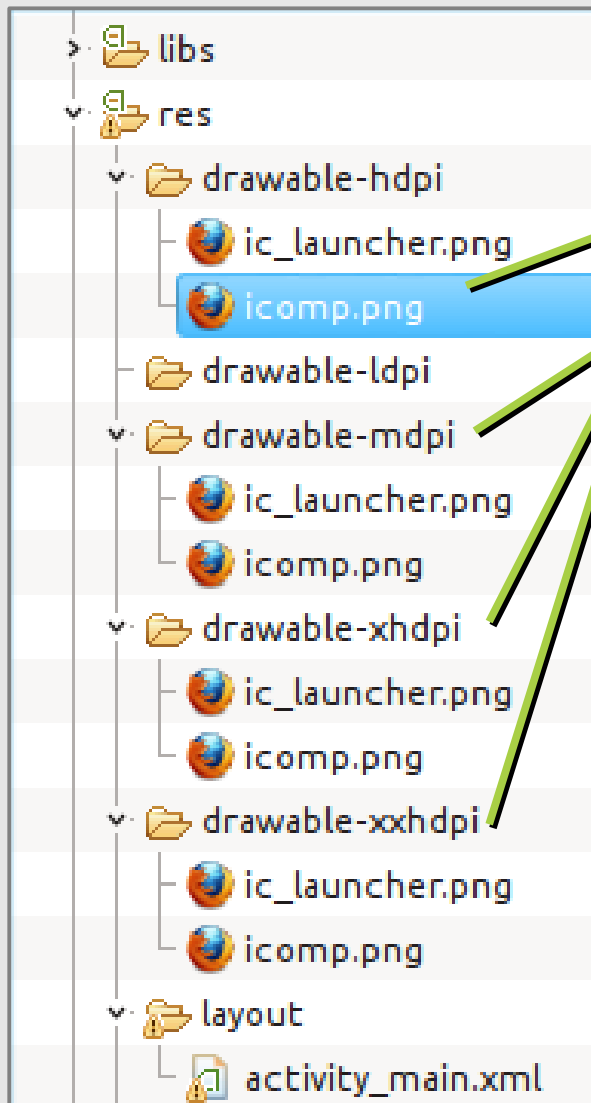 libs
res
drawable-hdpi
ic_launcher.png
icomp.png
drawable-ldpi
drawable-mdpi
ic_launcher.png
icomp.png
drawable-xhdpi
ic_launcher.png
icomp.png
drawable-xxhdpi
ic_launcher.png
icomp.png
layout
activity_main.xml